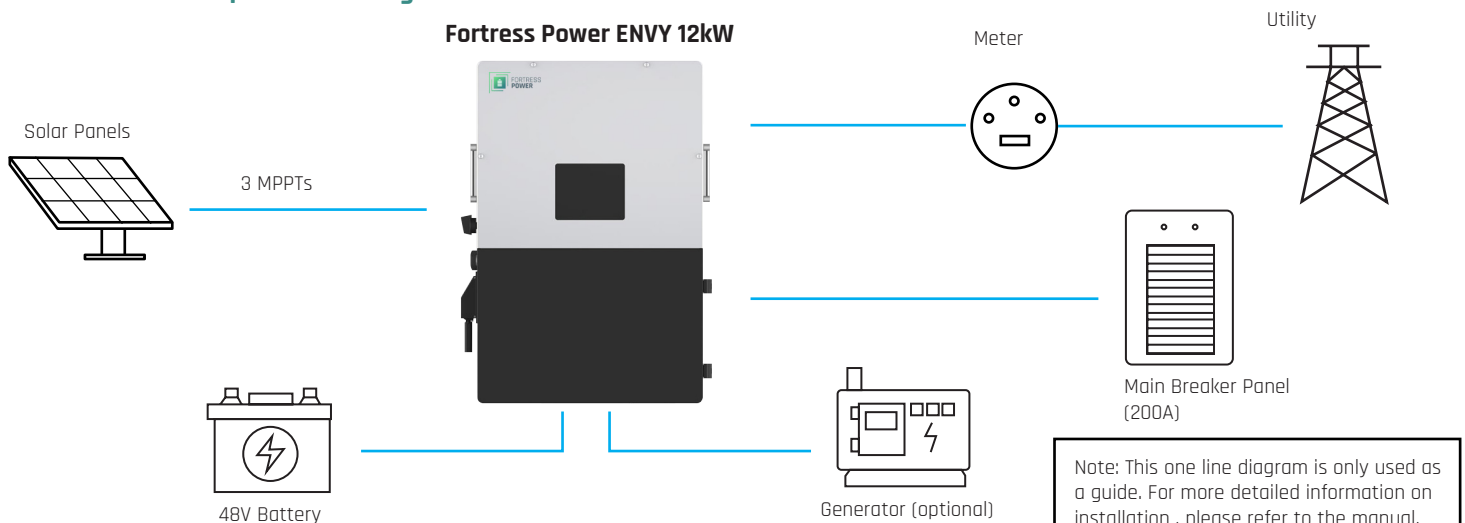 Fortress Power ENVY 12kW
Utility
Meter
FORTRESS
POWER
Solar Panels
3 MPPTs
Main Breaker Panel
(200A)
48V Battery
Generator (optional)
Note: This one line diagram is only used as
a guide. For more detailed information on
installation , please refer to the manual.